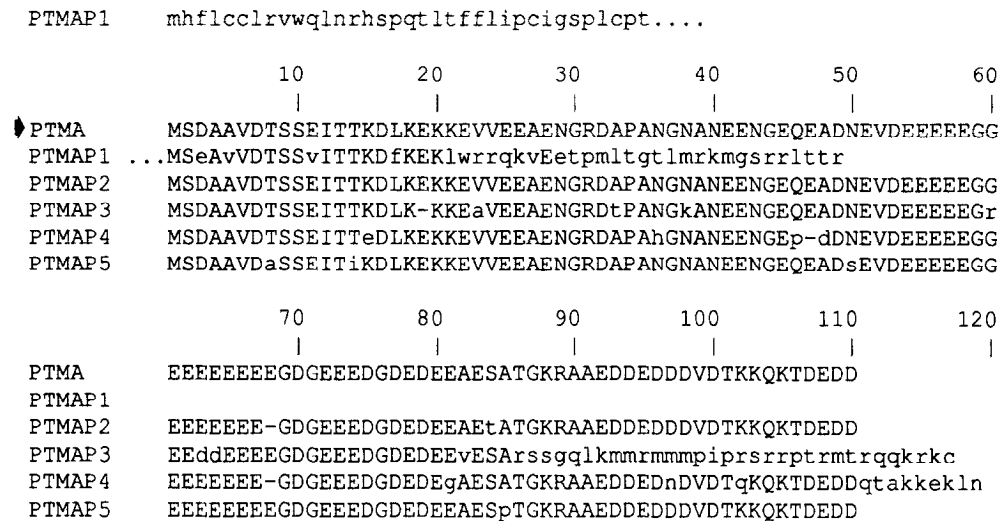 PTMAP1 mhflcclrvwqlnrhspqtltfflipcigsplcpt....
10 20 30 40 50 60
| | | | | |
PTMA MSDAAVDTSSEITTKDLKEKKEVVEEAENGRDAPANGNANEENGEQEADNEVDEEEEEGG
PTMAP1 ...MSeAvVDTSSvITTKDfKEKlwrrqkvEetpmltgtlmrkmgsrrlttr
PTMAP2 MSDAAVDTSSEITTKDLKEKKEVVEEAENGRDAPANGNANEENGEQEADNEVDEEEEEGG
PTMAP3 MSDAAVDTSSEITTKDLK-KKEaVEEAENGRDtPANGkANEENGEQEADNEVDEEEEEGr
PTMAP4 MSDAAVDTSSEITTeDLKEKKEVVEEAENGRDAPAhGNANEENGEp-dDNEVDEEEEEGG
PTMAP5 MSDAAVDaSSEITiKDLKEKKEVVEEAENGRDAPANGNANEENGEQEADsEVDEEEEEGG
70 80 90 100 110 120
| | | | | |
PTMA EEEEEEEEGDGEEEDGDEDEEAESATGKRAAEDDEDDDVDTKKQKTDEDD
PTMAP1
PTMAP2 EEEEEEE-GDGEEEDGDEDEEAEtATGKRAAEDDEDDDVDTKKQKTDEDD
PTMAP3 EEddEEEEGDGEEEDGDEDEEvESArssgqlkmmrmmmpiprsrrptrmtrqqkrkc
PTMAP4 EEEEEEE-GDGEEEDGDEDEgAESATGKRAAEDDEDnDVDTqKQKTDEDDqtakkekln
PTMAP5 EEEEEEEEGDGEEEDGDEDEEAESpTGKRAAEDDEDDDVDTKKQKTDEDD